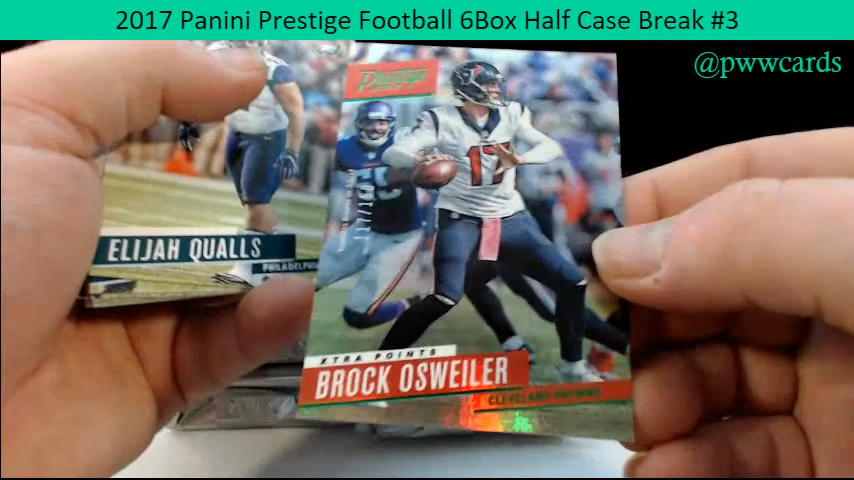 2017 Panini Prestige Football 6Box Half Case Break #3
@pwwcards
Prestige
17
ELIJAH QUALLS
PHILADELPHIA
XTRA POINTS
BROCK OSWEILER
CLEVELAND BROWNS